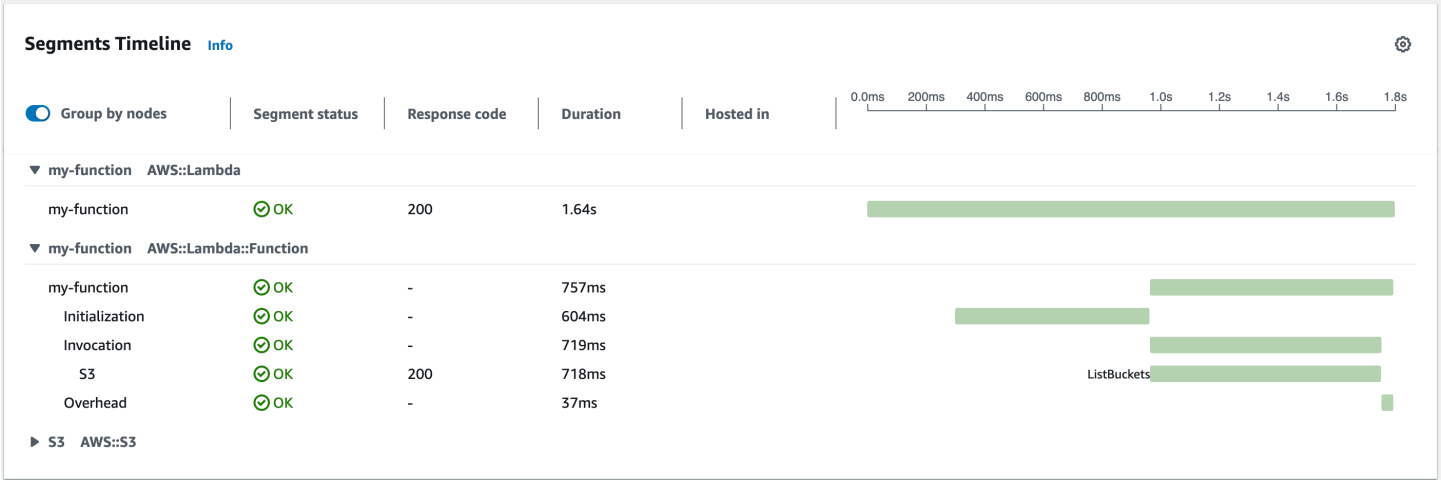 Segments Timeline Info
Group by nodes Segment status Response code Duration Hosted in 0.0ms 200ms 400ms 600ms 800ms 1.0s 1.2s 1.4s 1.6s 1.8s
my-function AWS::Lambda
my-function OK 200 1.64s
my-function AWS::Lambda::Function
my-function OK - 757ms
Initialization OK - 604ms
Invocation OK - 719ms
S3 OK 200 718ms ListBuckets
Overhead OK - 37ms
S3 AWS::S3